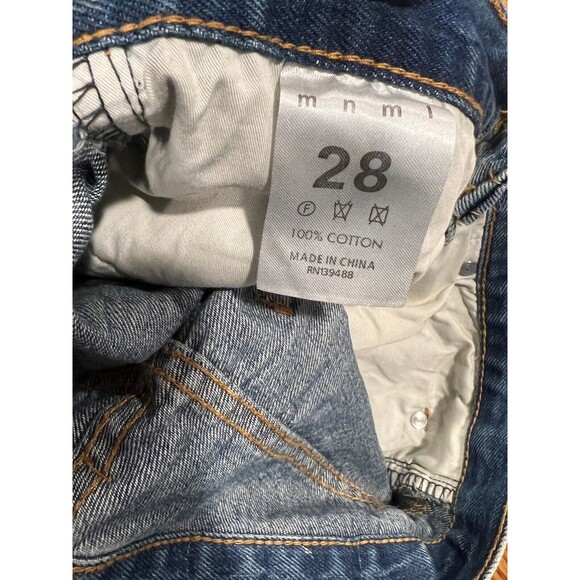 m n m l
28
F
100% COTTON
MADE IN CHINA
RN139488